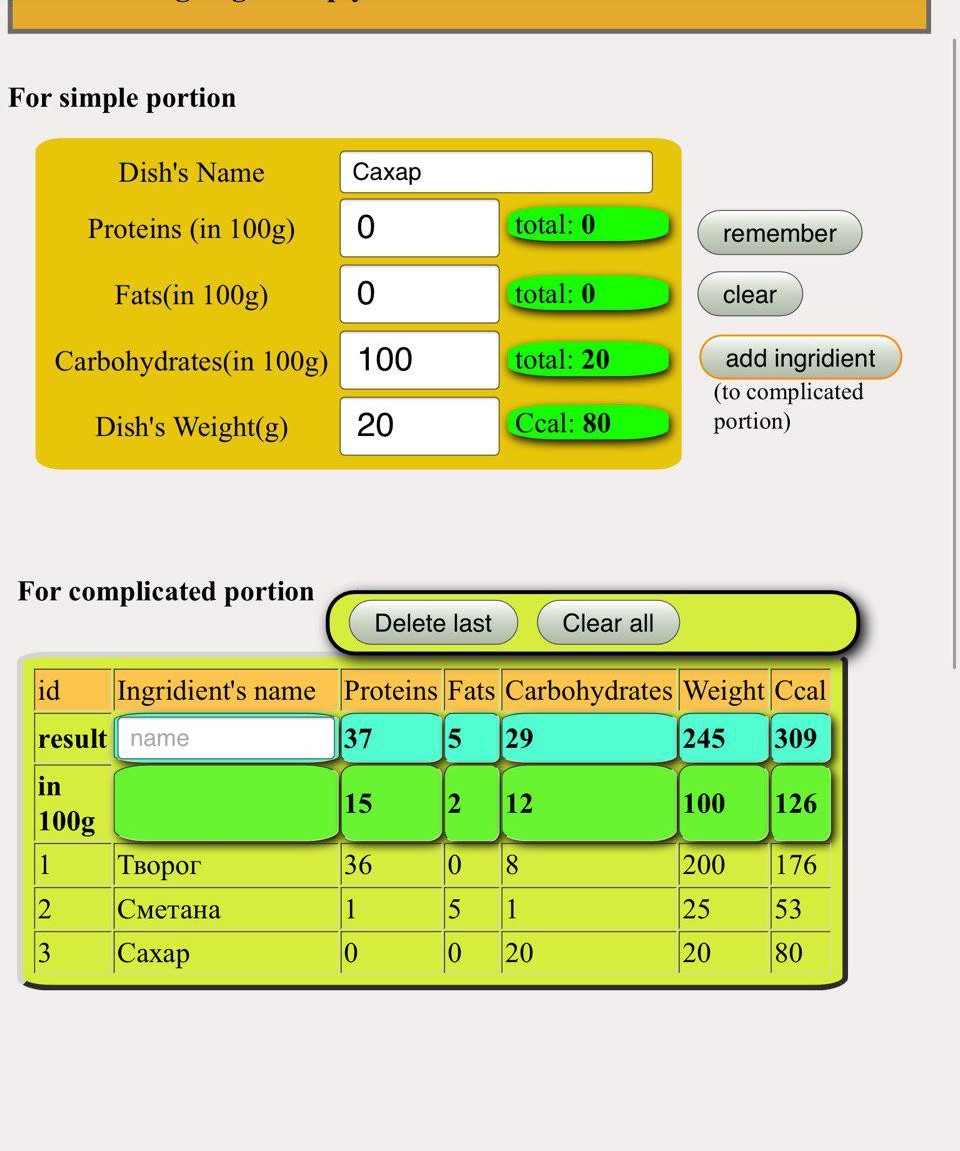 For simple portion
Dish's Name Сахар
Proteins (in 100g) 0 total: 0 remember
Fats(in 100g) 0 total: 0 clear
Carbohydrates(in 100g) 100 total: 20 add ingridient
(to complicated
portion)
Dish's Weight(g) 20 Ccal: 80
For complicated portion
Delete last Clear all
id Ingridient's name Proteins Fats Carbohydrates Weight Ccal
result name 37 5 29 245 309
in
100g 15 2 12 100 126
1 Творог 36 0 8 200 176
2 Сметана 1 5 1 25 53
3 Сахар 0 0 20 20 80